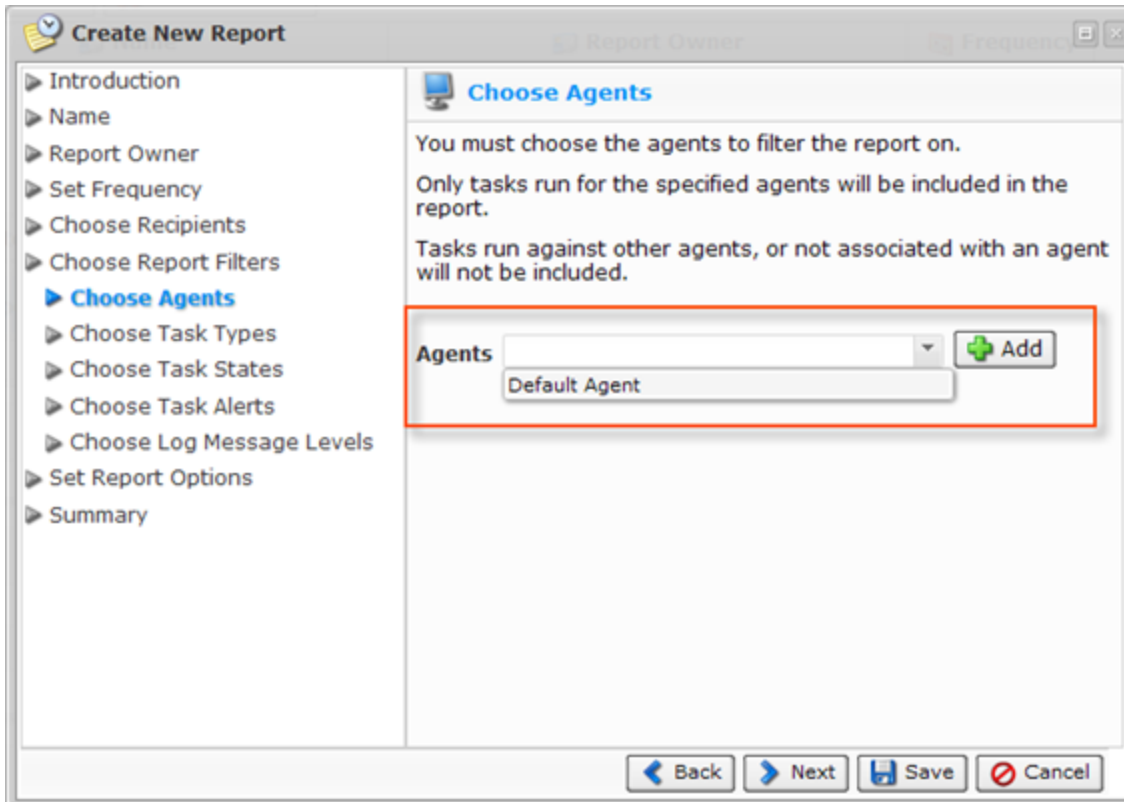 Create New Report
Name
Report Owner
Frequency
Introduction
Name
Report Owner
Set Frequency
Choose Recipients
Choose Report Filters
Choose Agents
Choose Task Types
Choose Task States
Choose Task Alerts
Choose Log Message Levels
Set Report Options
Summary
Choose Agents
You must choose the agents to filter the report on.
Only tasks run for the specified agents will be included in the
report.
Tasks run against other agents, or not associated with an agent
will not be included.
Agents
Add
Default Agent
Back
Next
Save
Cancel